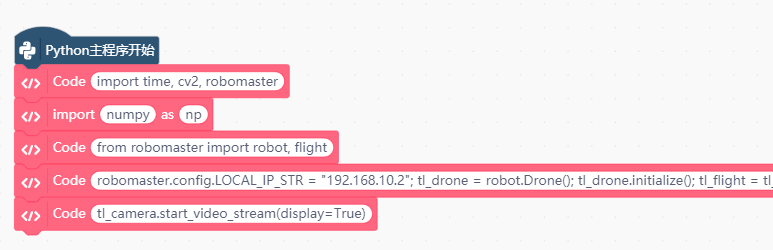 Python主程序开始
Code import time, cv2, robomaster
import numpy as np
Code from robomaster import robot, flight
Code robomaster.config.LOCAL_IP_STR = "192.168.10.2"; tl_drone = robot.Drone(); tl_drone.initialize(); tl_flight = tl_
Code tl_camera.start_video_stream(display=True)